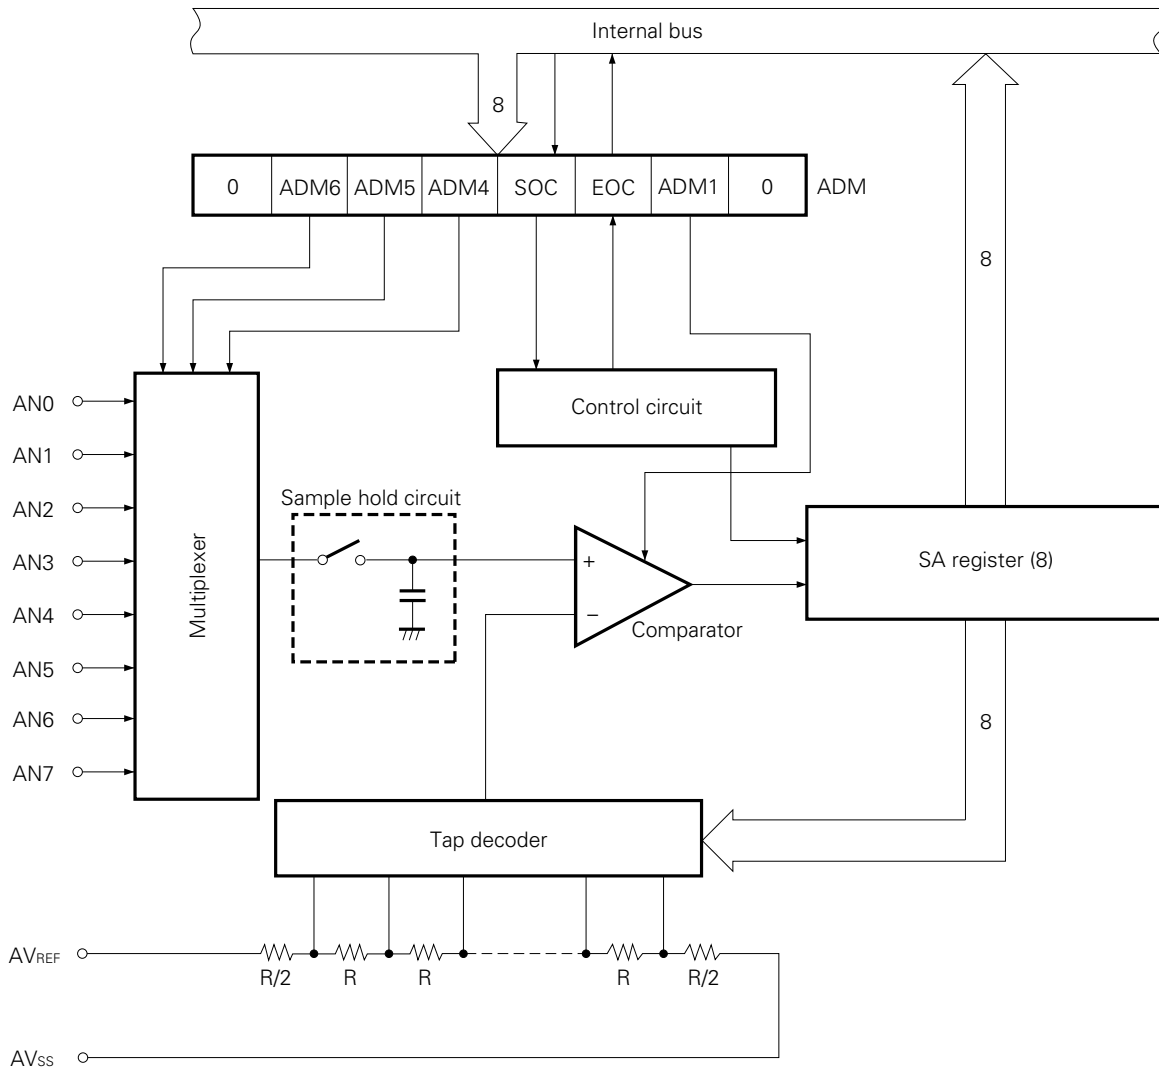 Internal bus
8
0 ADM6 ADM5 ADM4 SOC EOC ADM1 0 ADM
8
Control circuit
AN0
AN1
AN2
AN3
AN4
AN5
AN6
AN7
Multiplexer
Sample hold circuit
+
−
Comparator
SA register (8)
8
Tap decoder
AVREF
R/2 R R R R/2
AVSS